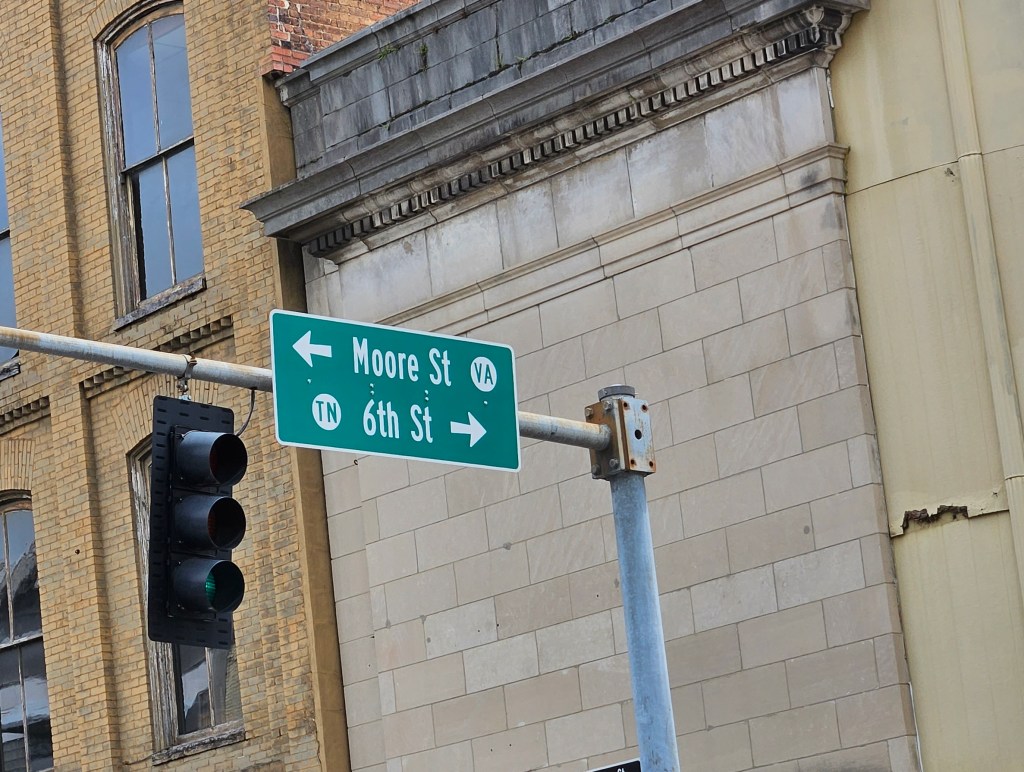 ← Moore St VA
TN 6th St →